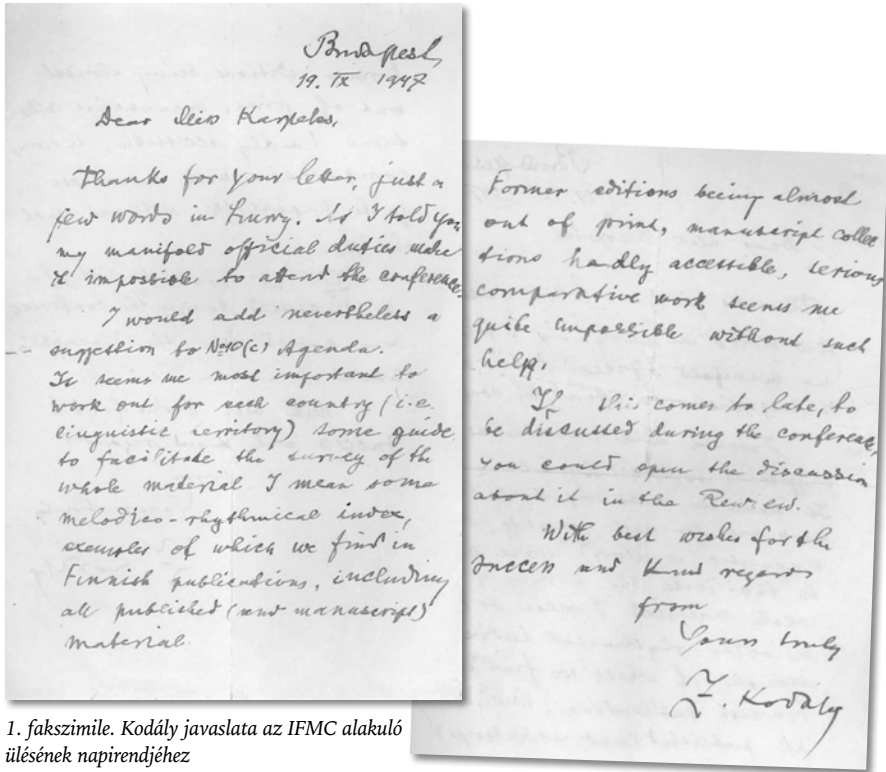 Budapest
19. IX 1947
Dear Miss Karpeles,
Thanks for your letter, just a
few words in hurry. As I told you
my manifold official duties make
it impossible to attend the conference.
I would add nevertheless a
suggestion to No 10(c) Agenda.
It seems me most important to
work out for each country (i.e.
linguistic territory) some guide,
to facilitate the survey of the
whole material. I mean some
melodico-rhythmical index,
examples of which we find in
Finnish publications, including
all published (and manuscript)
material.
Former editions being almost
out of print, manuscript collec
tions hardly accessible, serious
comparative work seems me
quite impossible without such
help.
If this comes to late, to
be discussed during the conference,
you could open the discussion
about it in the Rewiew.
With best wishes for the
success and kind regards
from
Yours truly
Z. Kodály
1. fakszimile. Kodály javaslata az IFMC alakuló
ülésének napirendjéhez